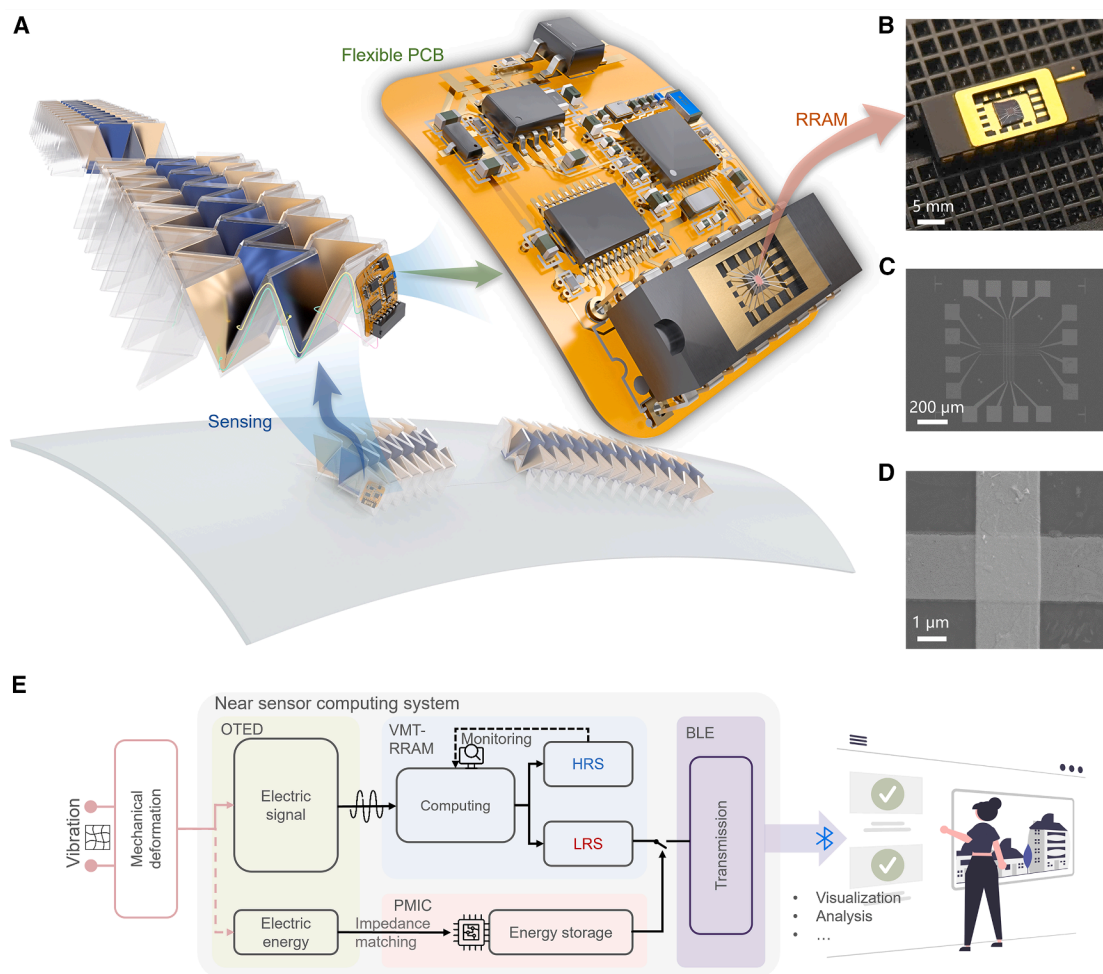 A
Flexible PCB
RRAM
Sensing
B
5 mm
C
200 μm
D
1 μm
E
Near sensor computing system
OTED
VMT-
RRAM
Monitoring
BLE
Vibration
Mechanical
deformation
Electric
signal
Computing
HRS
LRS
Transmission
PMIC
Electric
energy
Impedance
matching
Energy storage
• Visualization
• Analysis
• ...